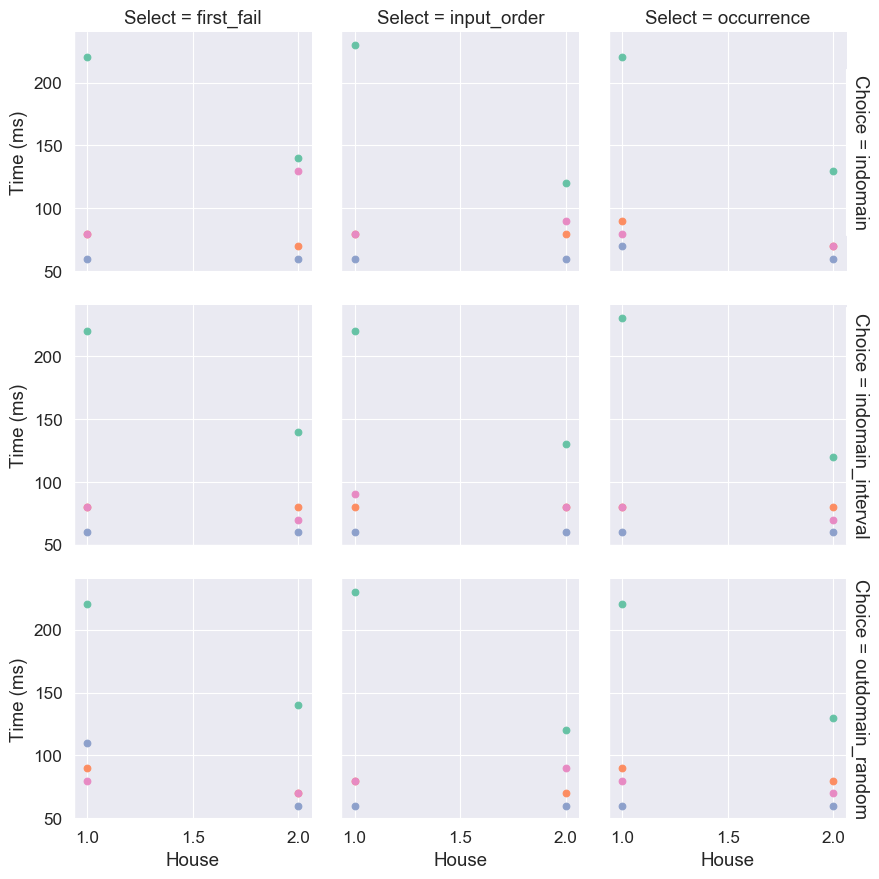 Select = first_fail
Select = input_order
Select = occurrence
Time (ms)
200
150
100
50
Choice = indomain
Time (ms)
200
150
100
50
Choice = indomain_interval
Time (ms)
200
150
100
50
Choice = outdomain_random
1.0
1.5
2.0
1.0
1.5
2.0
1.0
1.5
2.0
House
House
House